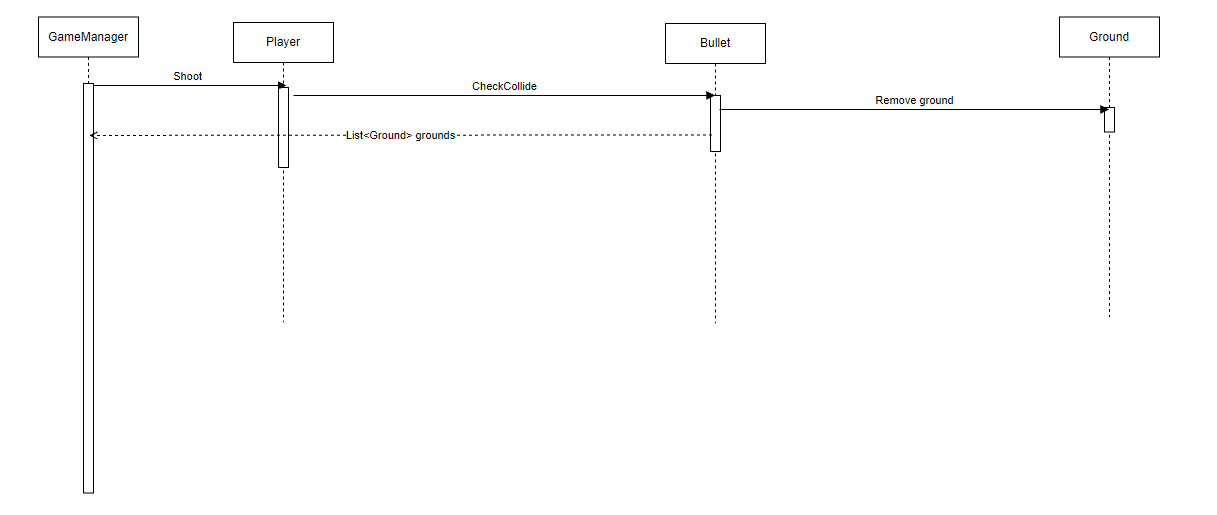 GameManager
Player
Bullet
Ground
Shoot
CheckCollide
Remove ground
List<Ground> grounds